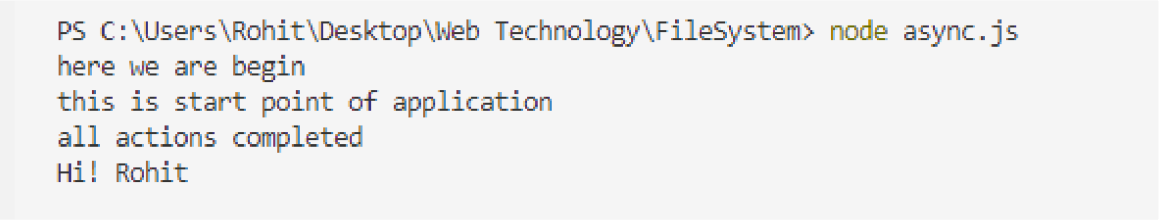 PS C:\Users\Rohit\Desktop\Web Technology\FileSystem> node async.js
here we are begin
this is start point of application
all actions completed
Hi! Rohit